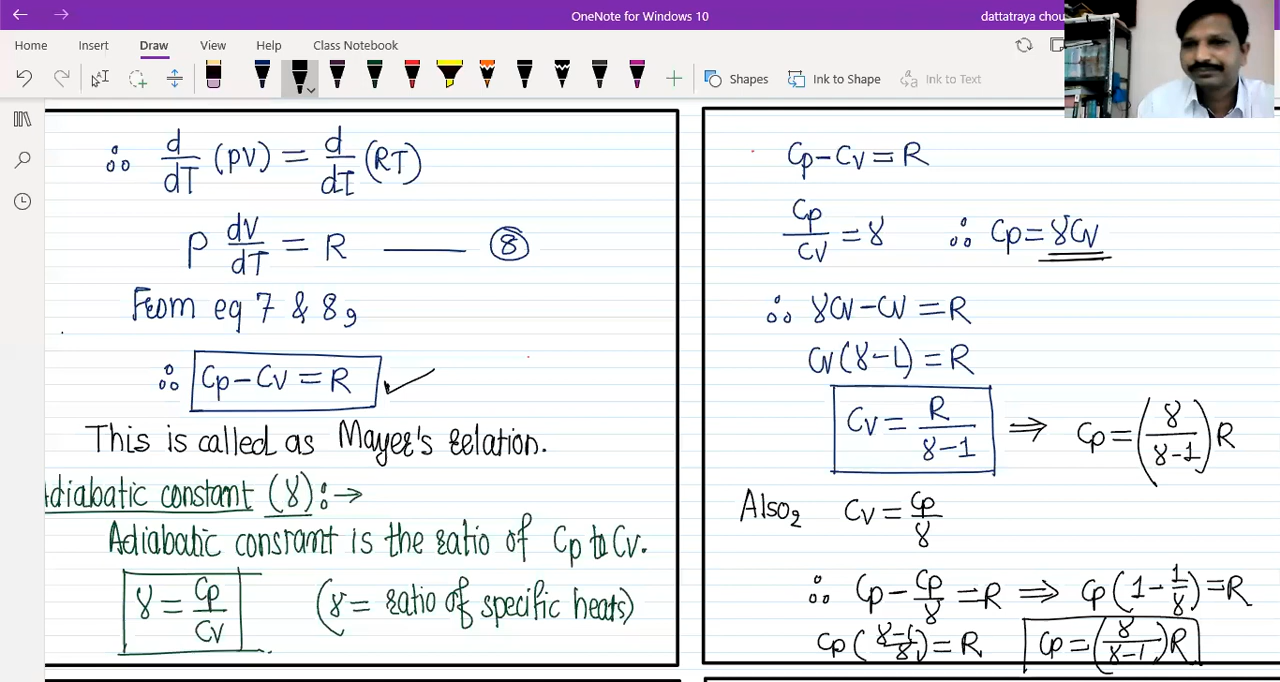 OneNote for Windows 10
dattatraya chou
Home Insert Draw View Help Class Notebook
Shapes Ink to Shape Ink to Text
∴ d/dT (PV) = d/dT (RT)
P dV/dT = R —— ⑧
From eq 7 & 8,
∴ Cp - Cv = R ✓
This is called as Mayer's relation.
Adiabatic constant (γ):→
Adiabatic constant is the ratio of Cp to Cv.
γ = Cp/Cv (γ = ratio of specific heats)
Cp - Cv = R
Cp/Cv = γ ∴ Cp = γCv
∴ γCv - Cv = R
Cv(γ-1) = R
Cv = R/(γ-1) ⇒ Cp = (γ/(γ-1))R
Also, Cv = Cp/γ
∴ Cp - Cp/γ = R ⇒ Cp(1 - 1/γ) = R
Cp((γ-1)/γ) = R Cp = (γ/(γ-1))R